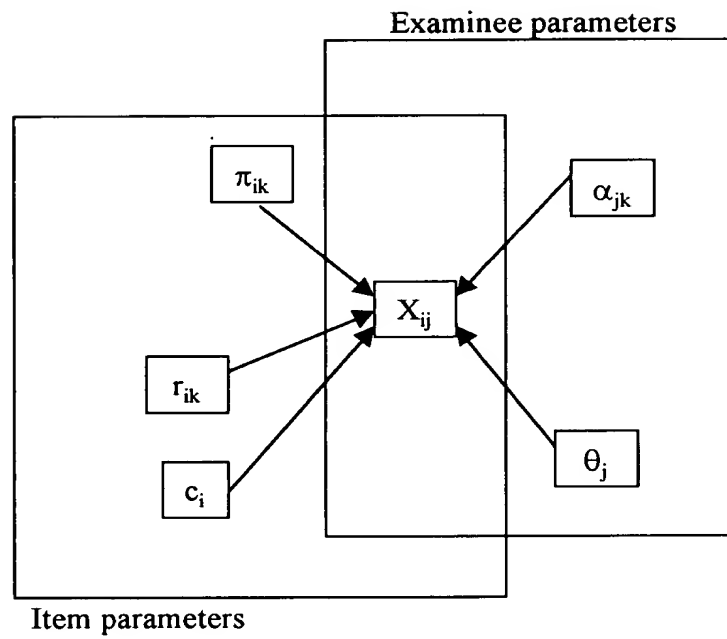 Examinee parameters
π_ik
α_jk
X_ij
r_ik
c_i
θ_j
Item parameters